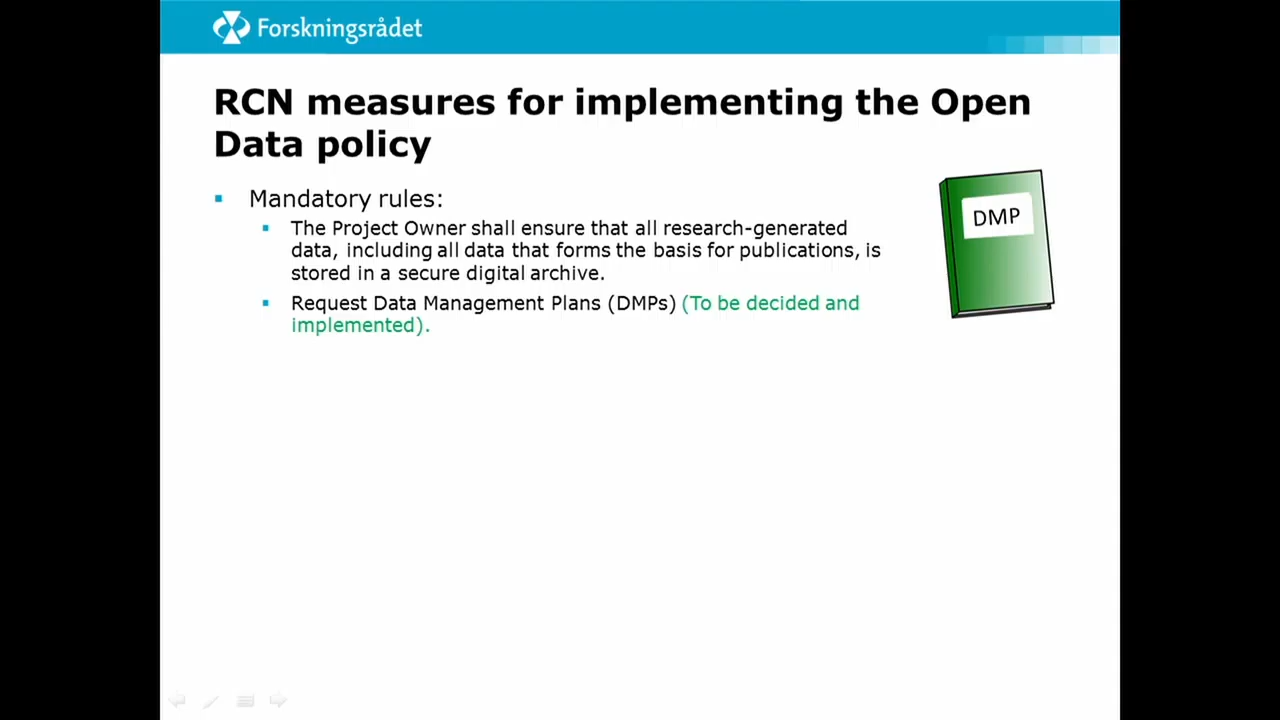 Forskningsrådet
RCN measures for implementing the Open
Data policy
Mandatory rules:
The Project Owner shall ensure that all research-generated
data, including all data that forms the basis for publications, is
stored in a secure digital archive.
Request Data Management Plans (DMPs) (To be decided and
implemented).
DMP